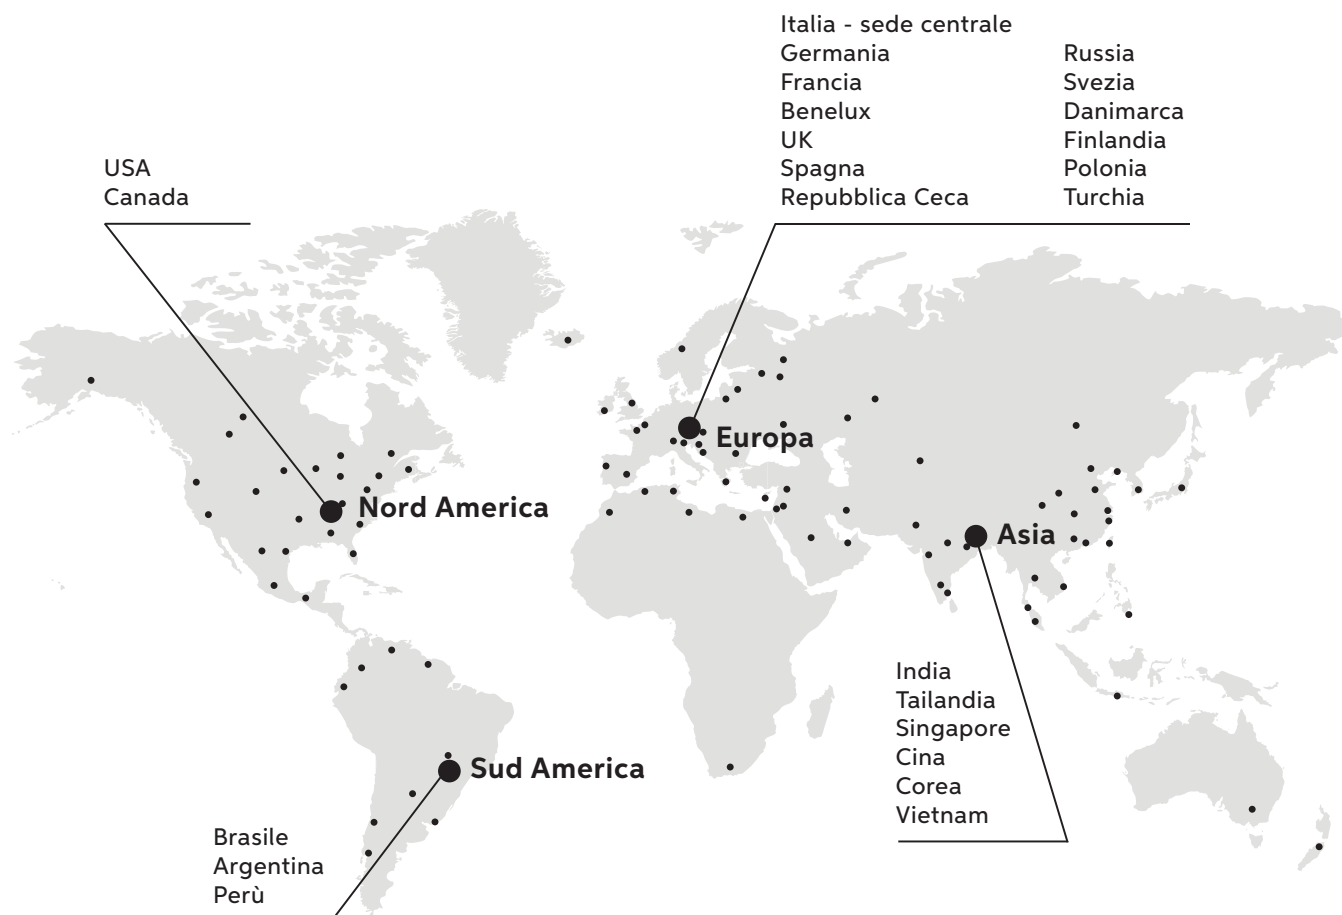 Italia - sede centrale
Germania
Francia
Benelux
UK
Spagna
Repubblica Ceca
Russia
Svezia
Danimarca
Finlandia
Polonia
Turchia
USA
Canada
Europa
Nord America
Asia
India
Tailandia
Singapore
Cina
Corea
Vietnam
Sud America
Brasile
Argentina
Perù